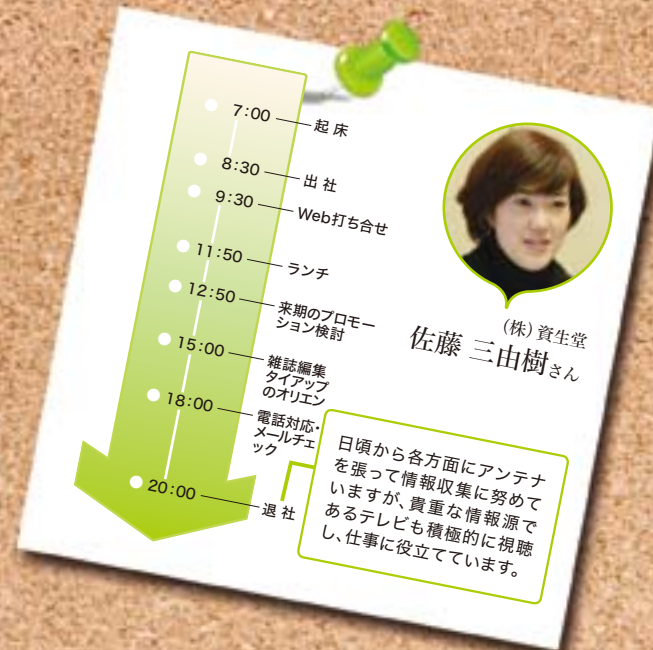 7:00 起床
8:30 出社
9:30 Web打ち合せ
11:50 ランチ
12:50 来期のプロモー
ション検討
15:00 雑誌編集
タイアップ
のオリエン
18:00 電話対応・
メールチェ
ック
20:00 退社
(株)資生堂
佐藤 三由樹さん
日頃から各方面にアンテナ
を張って情報収集に努めて
いますが、貴重な情報源で
あるテレビも積極的に視聴
し、仕事に役立てています。